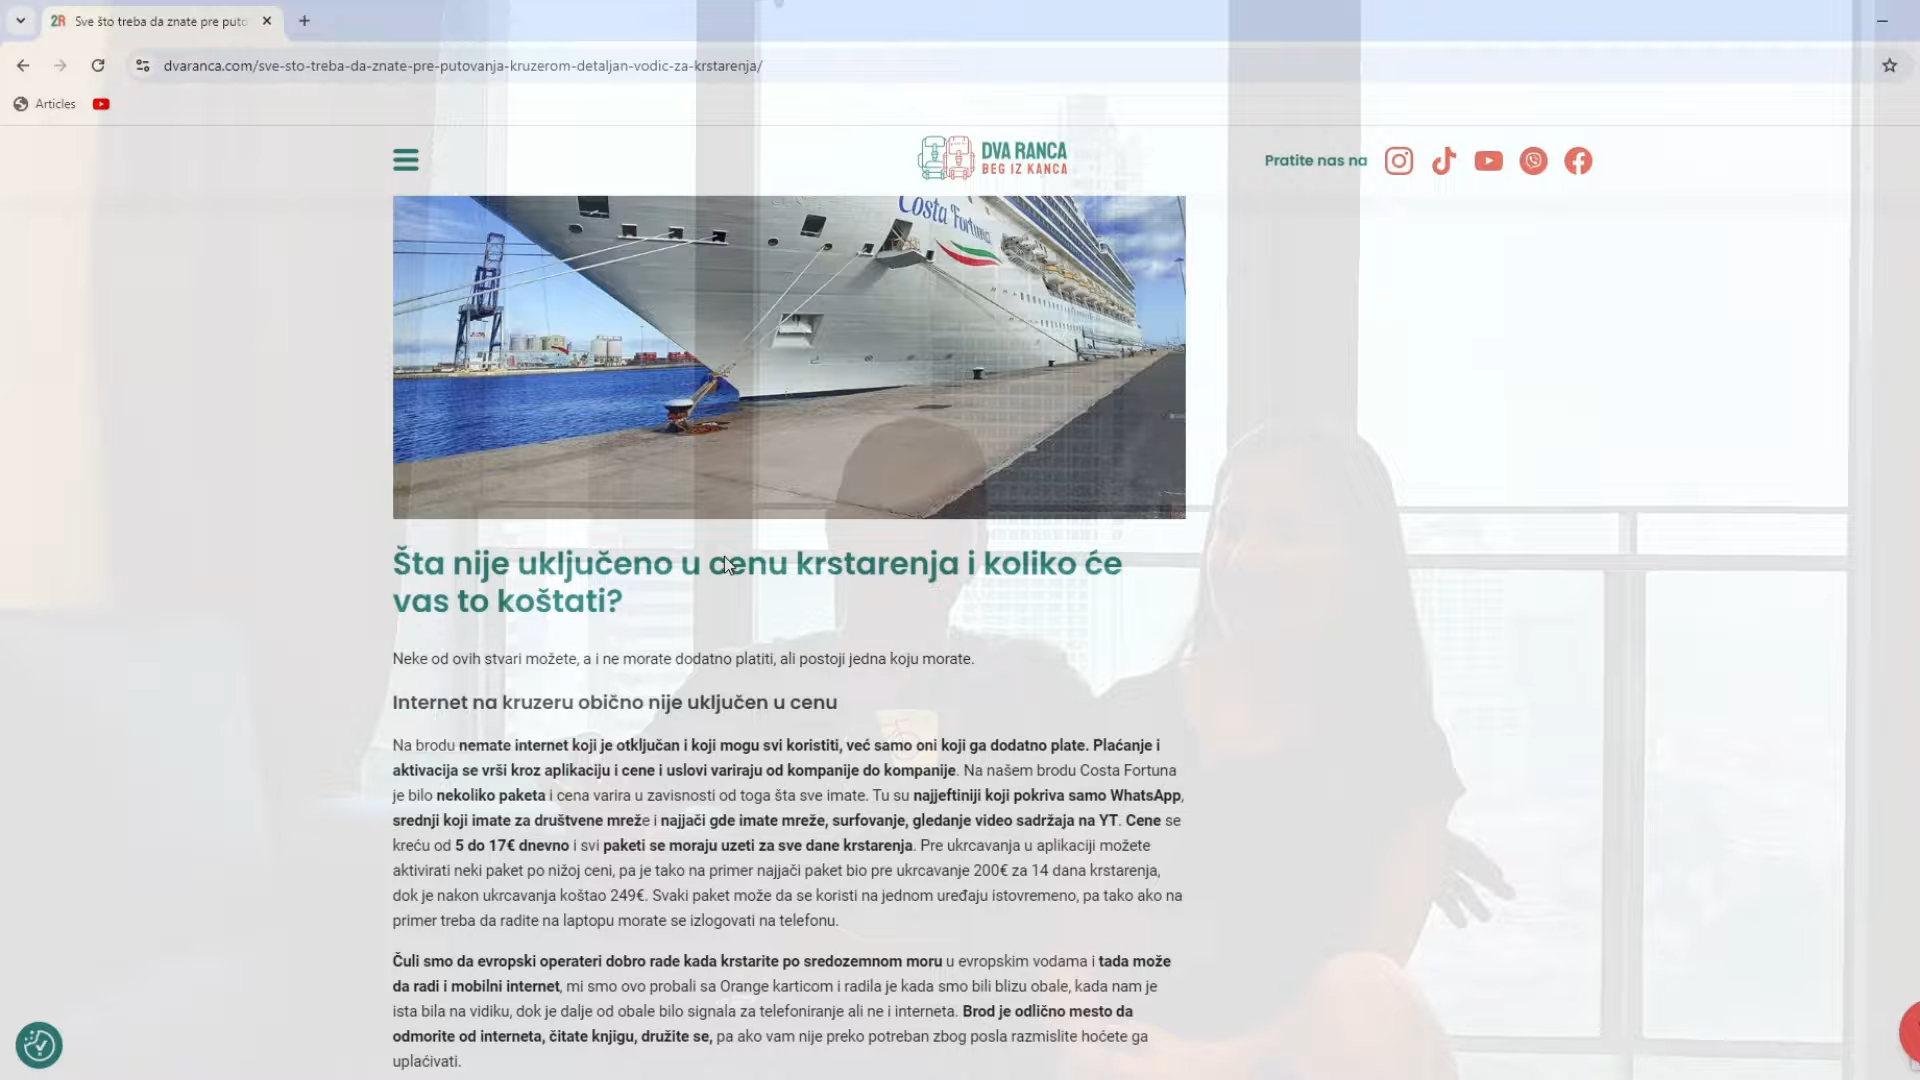 2R Sve što treba da znate pre puto
dvaranca.com/sve-sto-treba-da-znate-pre-putovanja-kruzerom-detaljan-vodic-za-krstarenja/
Articles
DVA RANCA
BEG IZ KANCA
Pratite nas na
Costa Fortuna
Šta nije uključeno u cenu krstarenja i koliko će
vas to koštati?
Neke od ovih stvari možete, a i ne morate dodatno platiti, ali postoji jedna koju morate.
Internet na kruzeru obično nije uključen u cenu
Na brodu nemate internet koji je otključan i koji mogu svi koristiti, već samo oni koji ga dodatno plate. Plaćanje i
aktivacija se vrši kroz aplikaciju i cene i uslovi variraju od kompanije do kompanije. Na našem brodu Costa Fortuna
je bilo nekoliko paketa i cena varira u zavisnosti od toga šta sve imate. Tu su najjeftiniji koji pokriva samo WhatsApp,
srednji koji imate za društvene mreže i najjači gde imate mreže, surfovanje, gledanje video sadržaja na YT. Cene se
kreću od 5 do 17€ dnevno i svi paketi se moraju uzeti za sve dane krstarenja. Pre ukrcavanja u aplikaciji možete
aktivirati neki paket po nižoj ceni, pa je tako na primer najjači paket bio pre ukrcavanje 200€ za 14 dana krstarenja,
dok je nakon ukrcavanja koštao 249€. Svaki paket može da se koristi na jednom uređaju istovremeno, pa tako ako na
primer treba da radite na laptopu morate se izlogovati na telefonu.
Čuli smo da evropski operateri dobro rade kada krstarite po sredozemnom moru u evropskim vodama i tada može
da radi i mobilni internet, mi smo ovo probali sa Orange karticom i radila je kada smo bili blizu obale, kada nam je
ista bila na vidiku, dok je dalje od obale bilo signala za telefoniranje ali ne i interneta. Brod je odlično mesto da
odmorite od interneta, čitate knjigu, družite se, pa ako vam nije preko potreban zbog posla razmislite hoćete ga
uplaćivati.